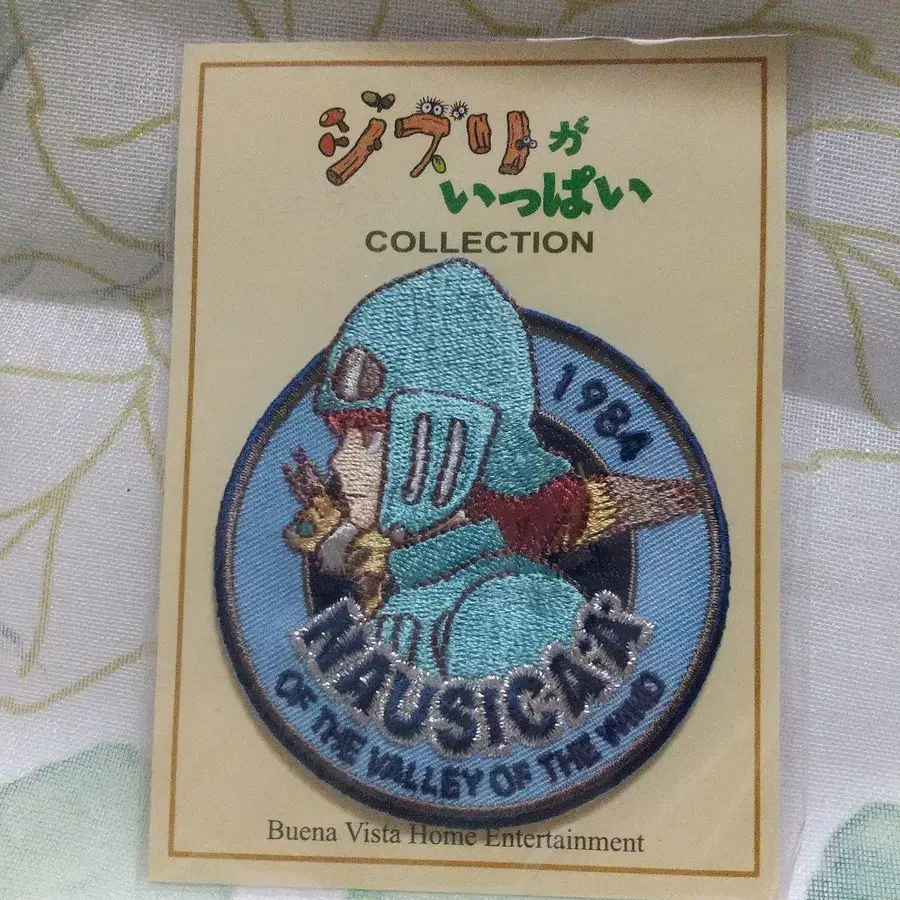 ジブリが
いっぱい
COLLECTION
1984
NAUSICAÄ
OF THE VALLEY OF THE WIND
Buena Vista Home Entertainment